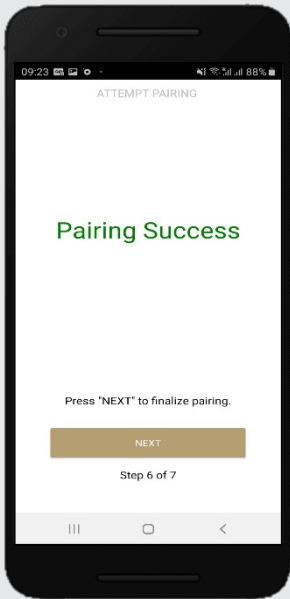 09:23 88%
ATTEMPT PAIRING
Pairing Success
Press "NEXT" to finalize pairing.
NEXT
Step 6 of 7